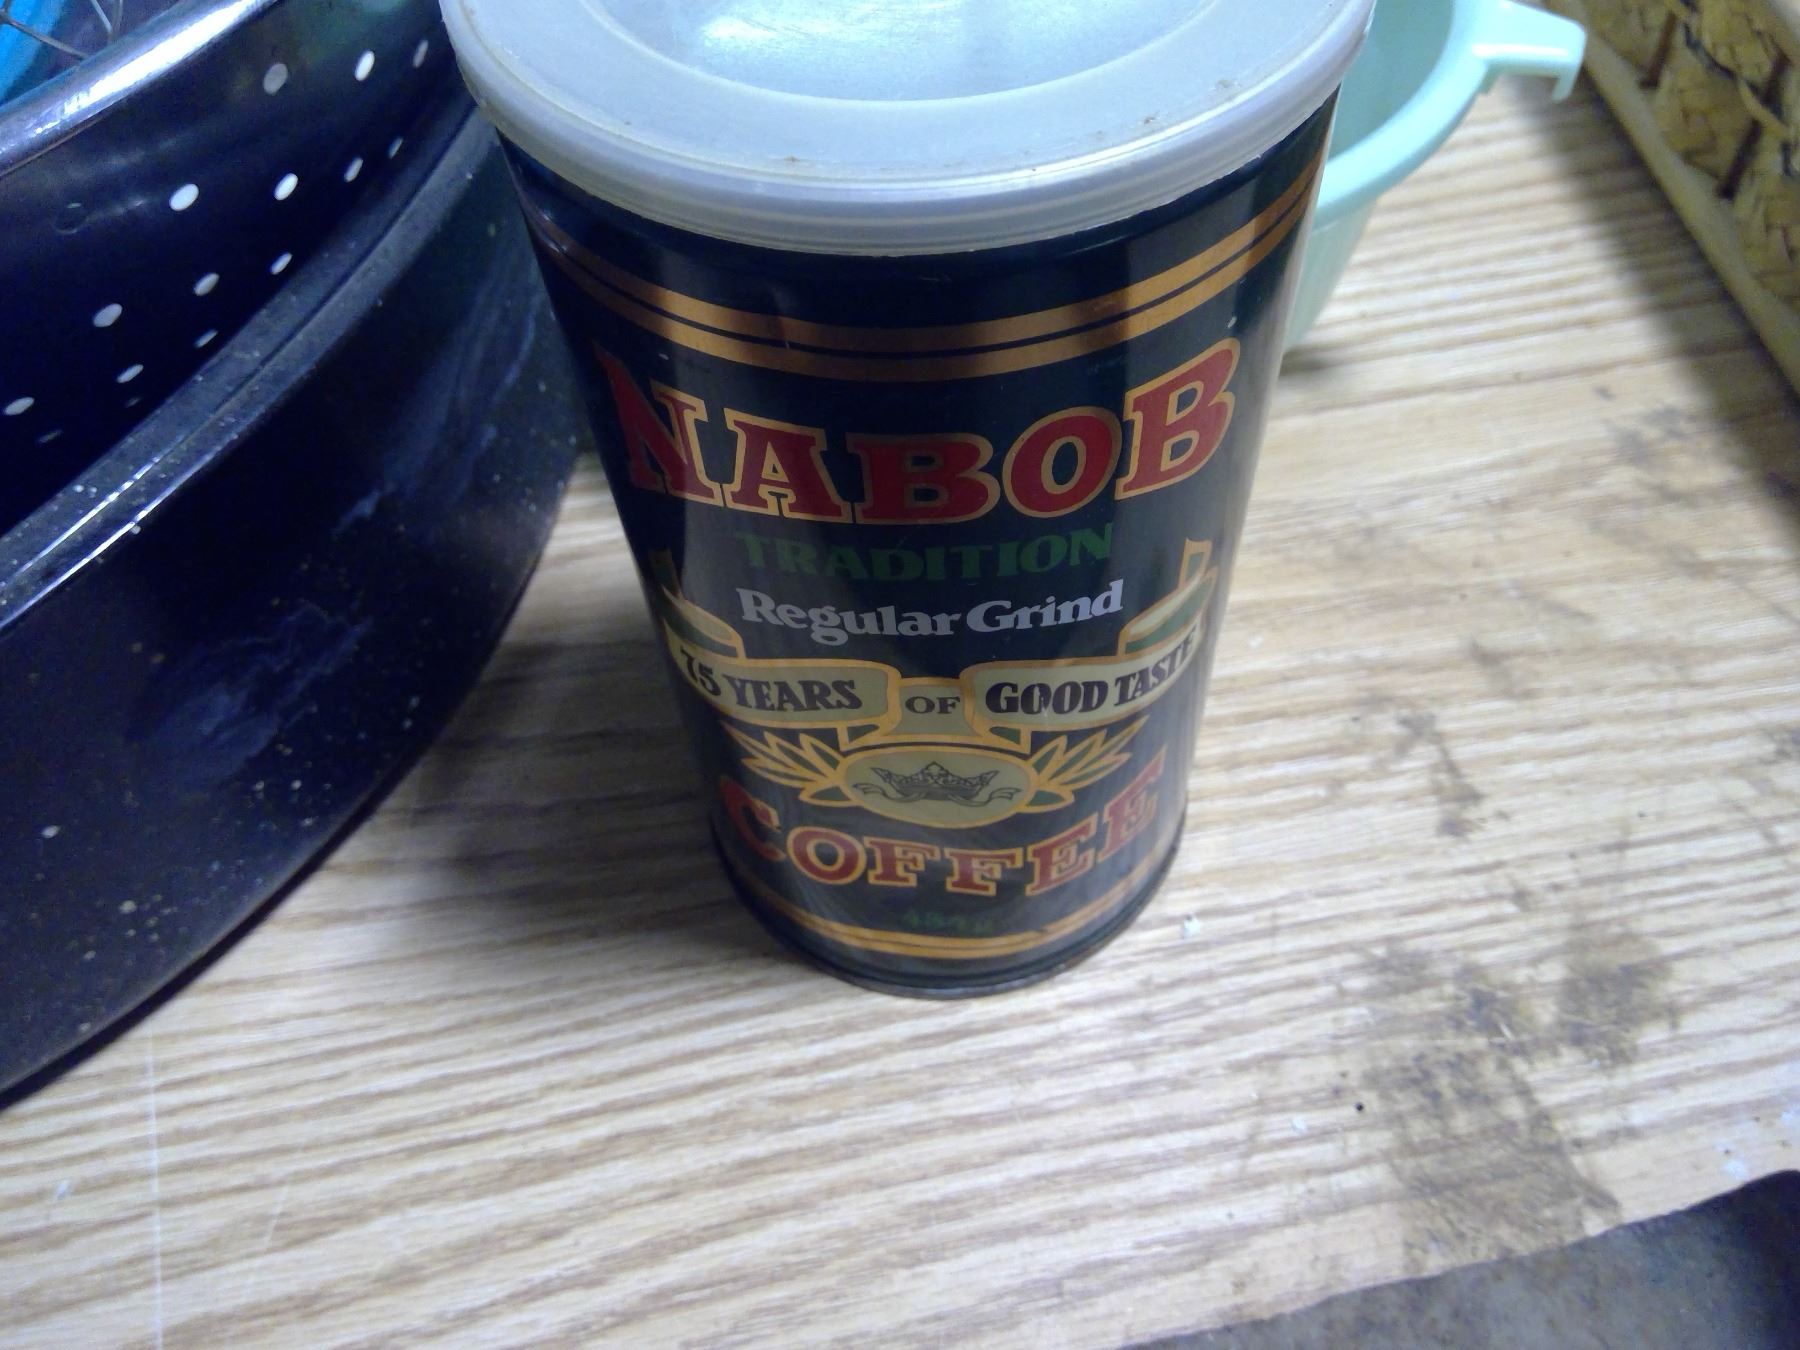 NABOB
TRADITION
Regular Grind
75 YEARS OF GOOD TASTE
COFFEE